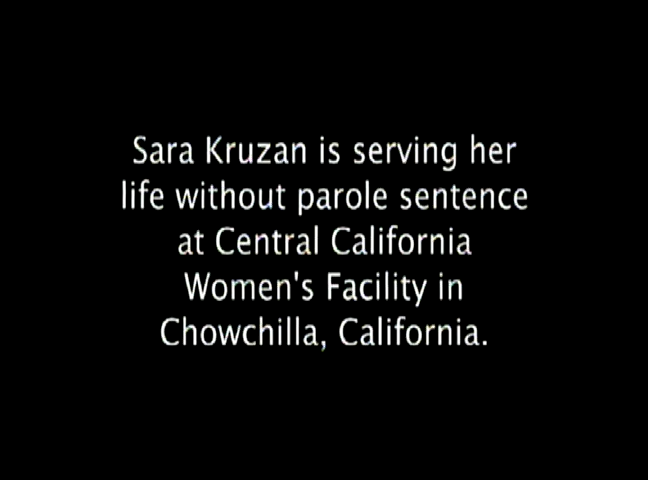 Sara Kruzan is serving her
life without parole sentence
at Central California
Women's Facility in
Chowchilla, California.